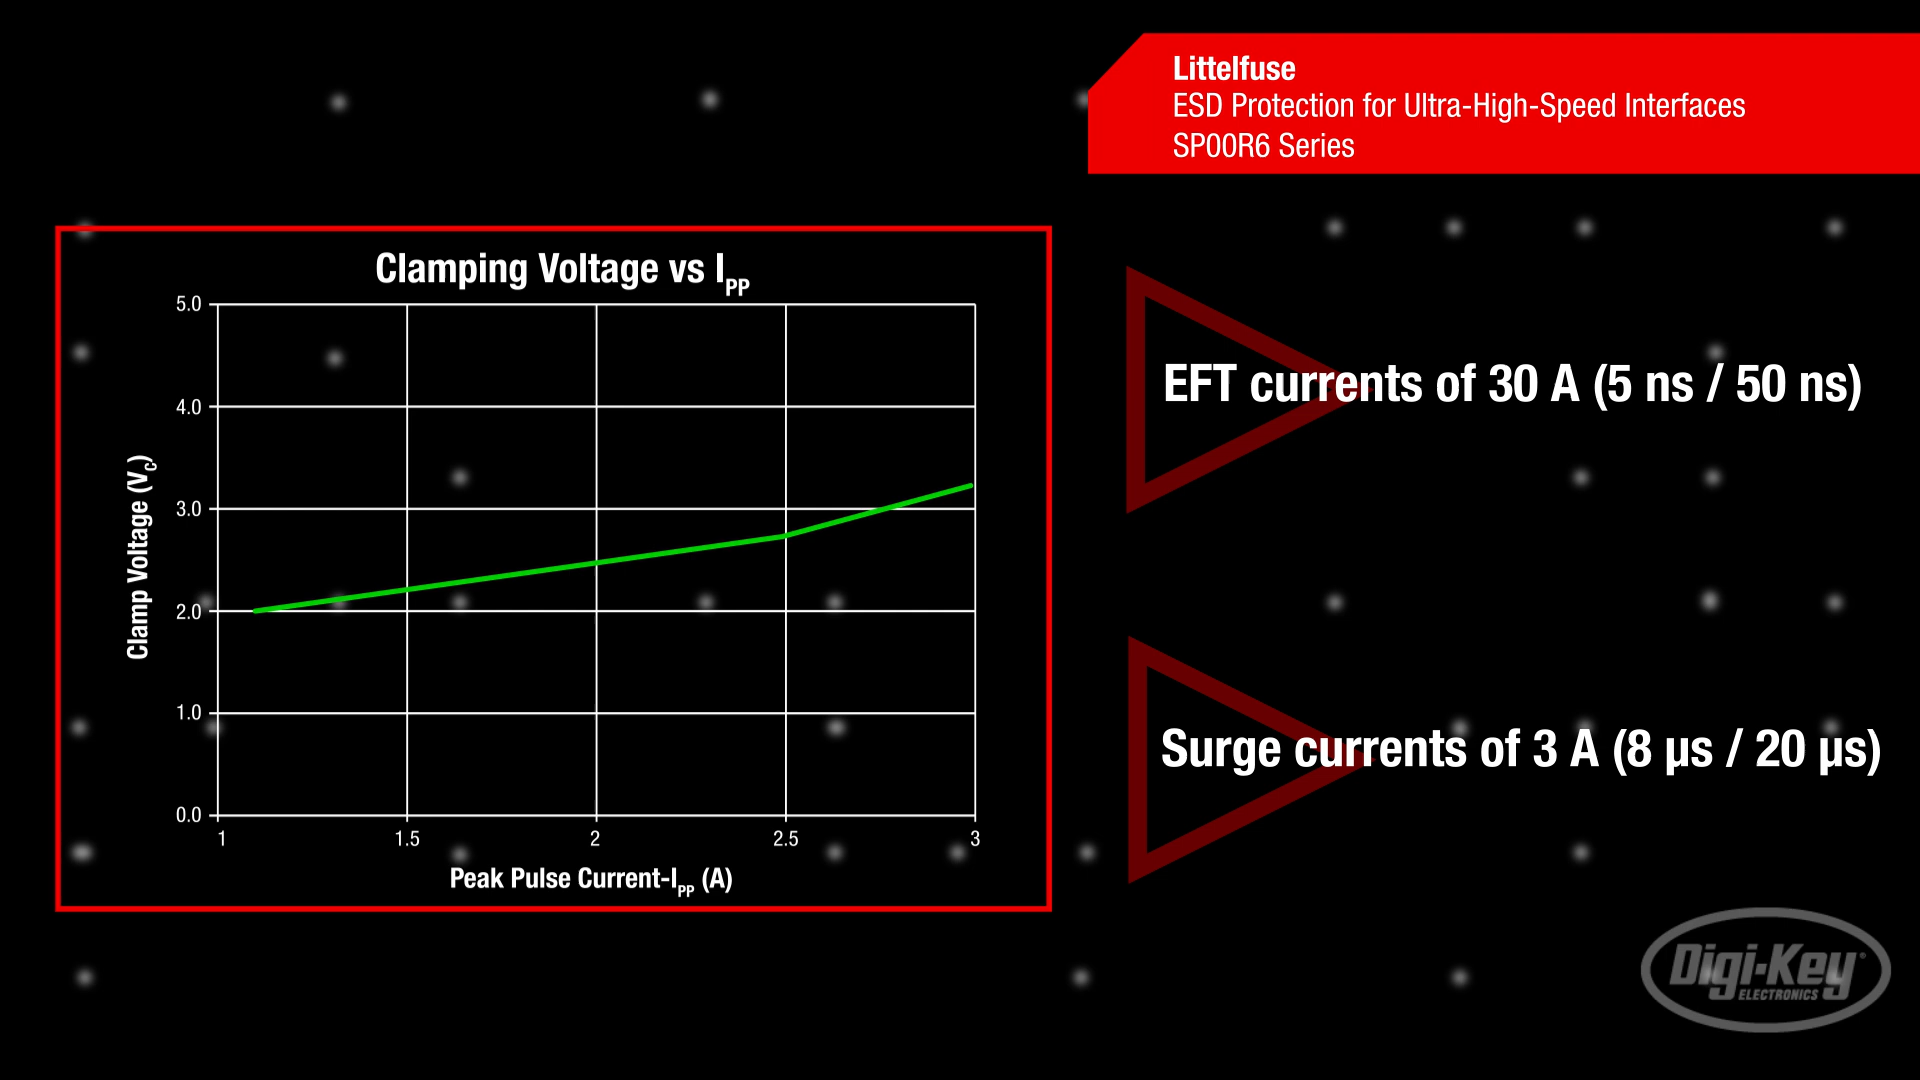 Littelfuse
ESD Protection for Ultra-High-Speed Interfaces
SP00R6 Series
Clamping Voltage vs IPP
5.0
4.0
3.0
2.0
1.0
0.0
Clamp Voltage (VC)
1 1.5 2 2.5 3
Peak Pulse Current-IPP (A)
EFT currents of 30 A (5 ns / 50 ns)
Surge currents of 3 A (8 µs / 20 µs)
Digi-Key®
ELECTRONICS